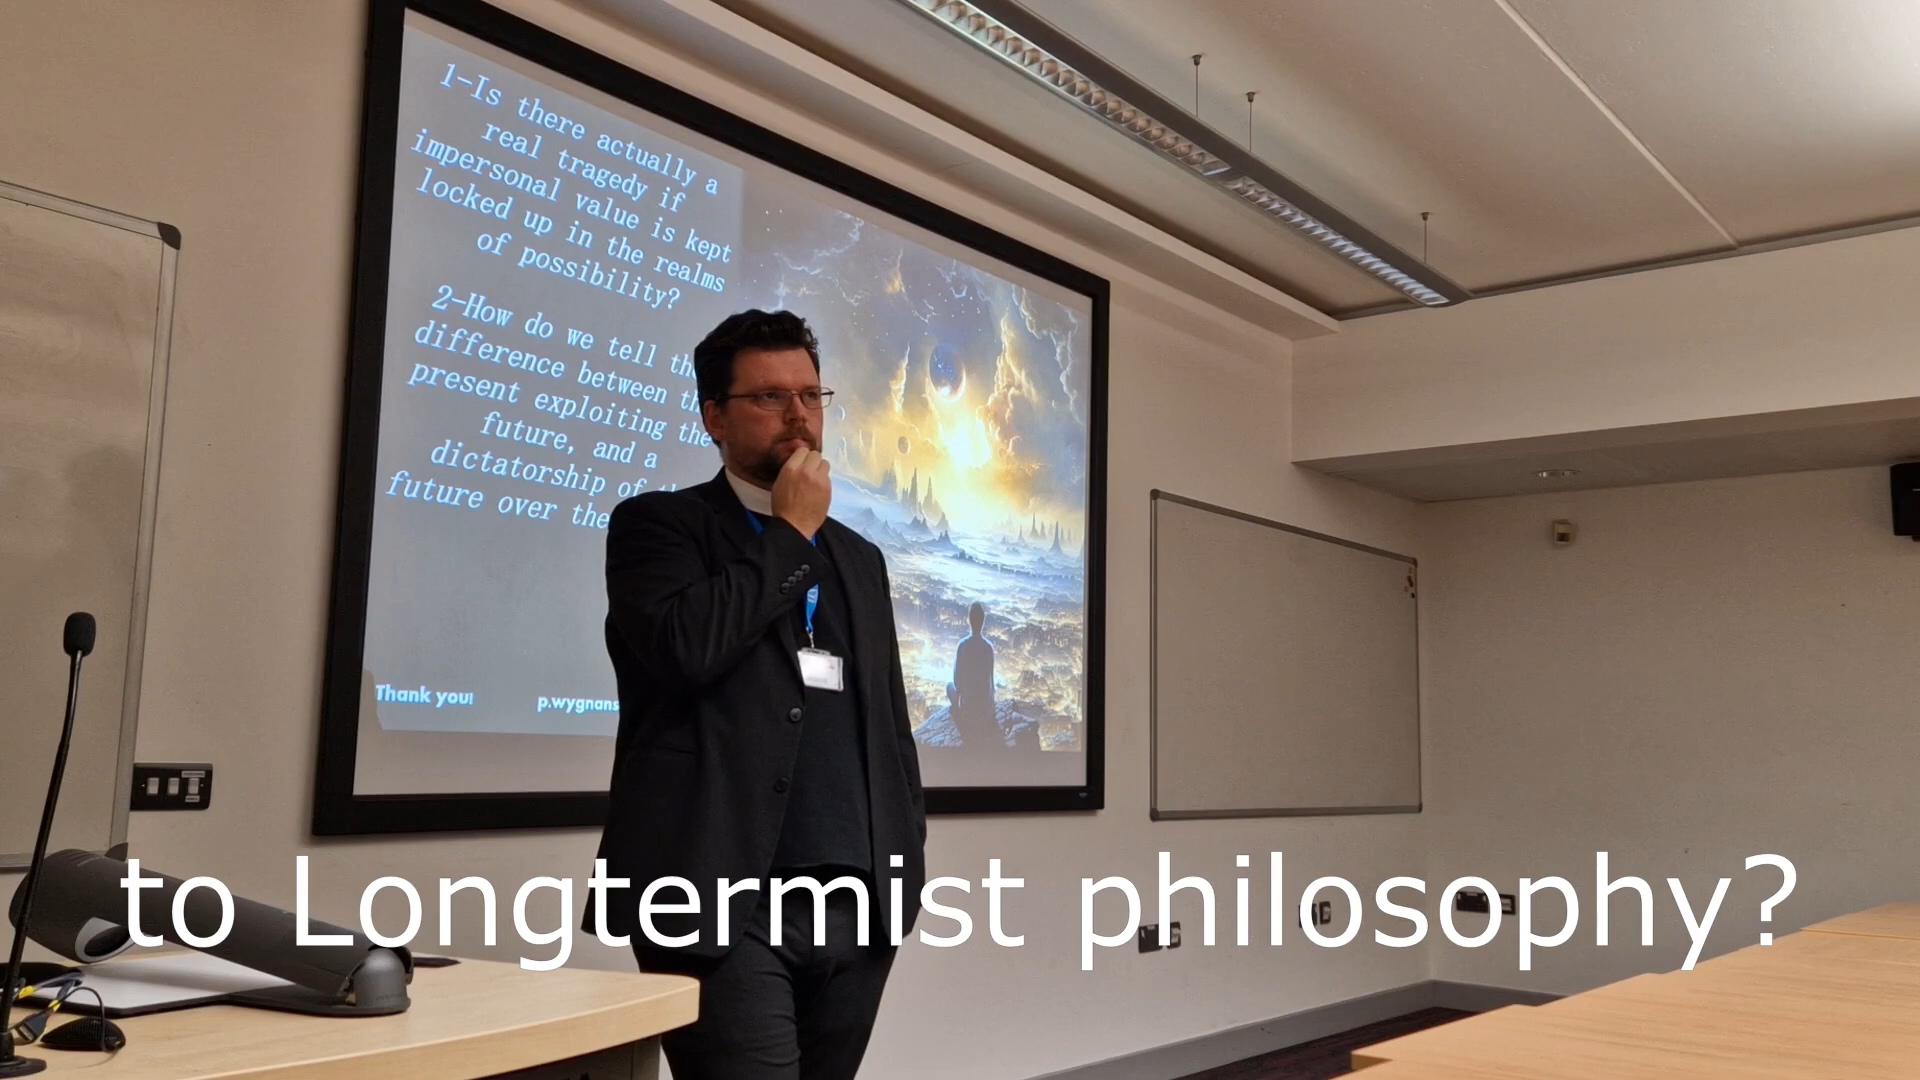 1-Is there actually a
real tragedy if
impersonal value is kept
locked up in the realms
of possibility?
2-How do we tell
difference between
present exploiting the
future, and a
dictatorship of
future over the
Thank you!
p.wygnans
to Longtermist philosophy?